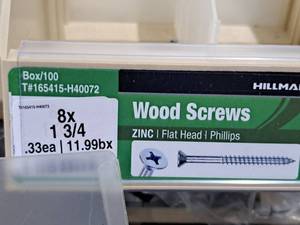 Box/100
T#165415-H40072
8x
1 3/4
.33ea | 11.99bx
HILLMA
Wood Screws
ZINC | Flat Head | Phillips